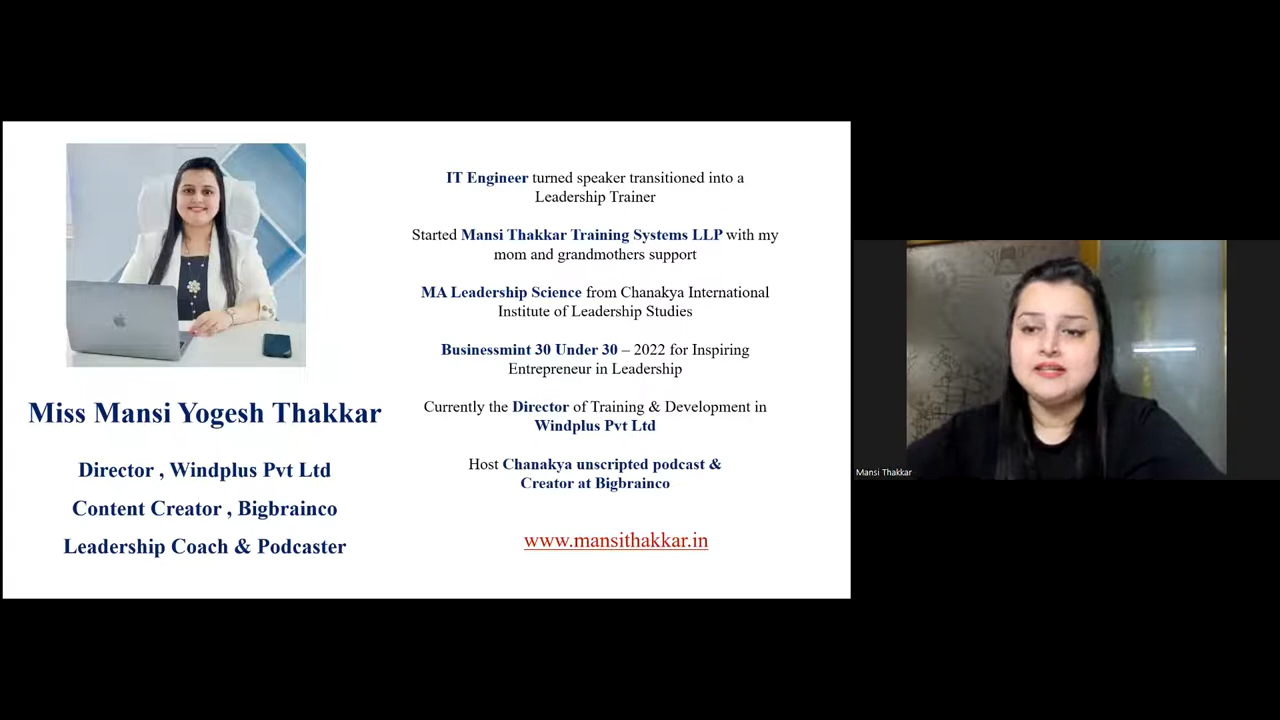 Miss Mansi Yogesh Thakkar
Director , Windplus Pvt Ltd
Content Creator , Bigbrainco
Leadership Coach & Podcaster
IT Engineer turned speaker transitioned into a
Leadership Trainer
Started Mansi Thakkar Training Systems LLP with my
mom and grandmothers support
MA Leadership Science from Chanakya International
Institute of Leadership Studies
Businessmint 30 Under 30 – 2022 for Inspiring
Entrepreneur in Leadership
Currently the Director of Training & Development in
Windplus Pvt Ltd
Host Chanakya unscripted podcast &
Creator at Bigbrainco
www.mansithakkar.in
Mansi Thakkar